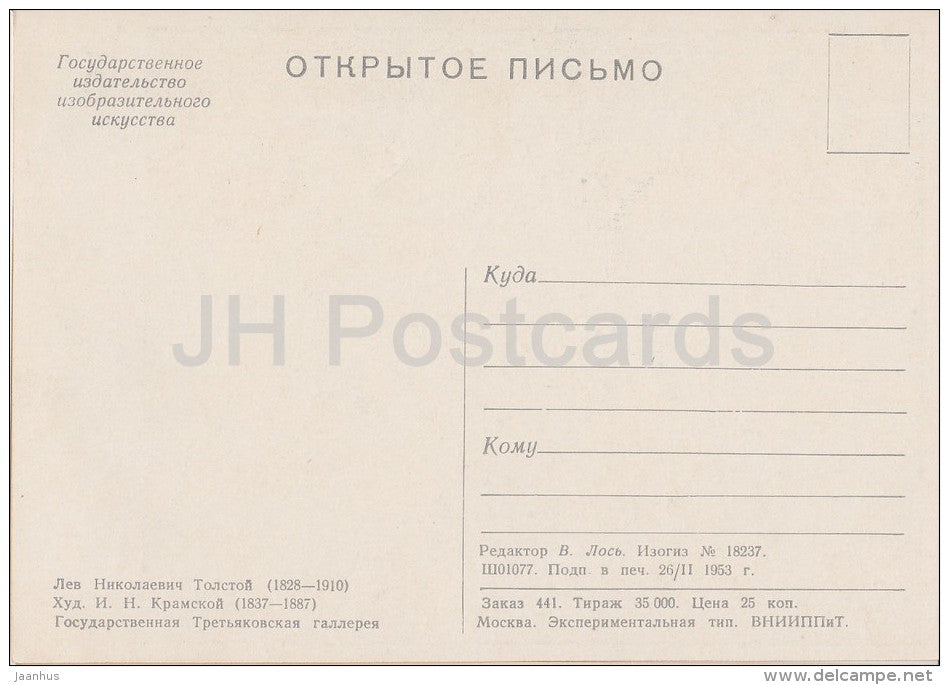 Государственное
издательство
изобразительного
искусства
ОТКРЫТОЕ ПИСЬМО
Куда
JH Postcards
Кому
Редактор В. Лось. Изогиз № 18237.
Ш01077. Подп. в печ. 26/II 1953 г.
Заказ 441. Тираж 35 000. Цена 25 коп.
Москва. Экспериментальная тип. ВНИИППиТ.
Лев Николаевич Толстой (1828—1910)
Худ. И. Н. Крамской (1837—1887)
Государственная Третьяковская галлерея
jaanhus
www.delcampe.net